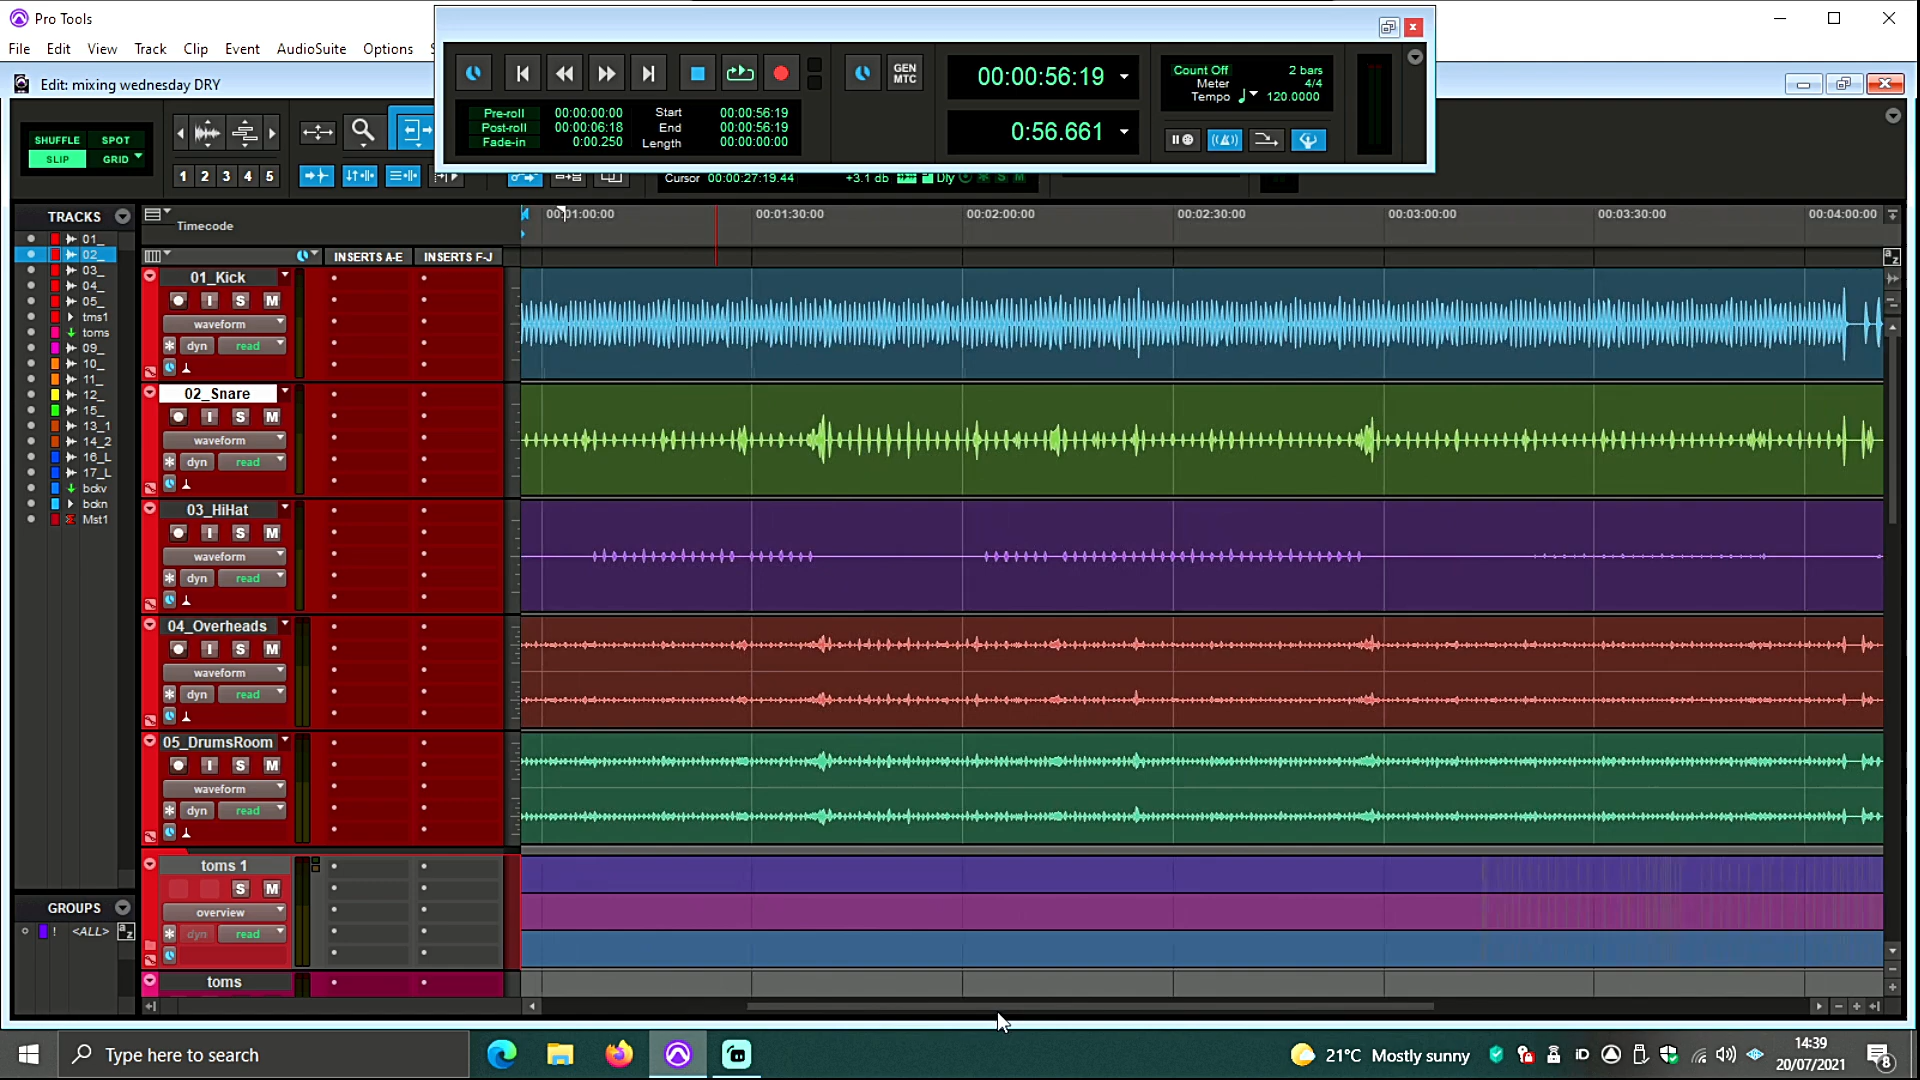 Pro Tools
File Edit View Track Clip Event AudioSuite Options
Edit: mixing wednesday DRY
GEN MTC
00:00:56:19
Count Off 2 bars
Meter 4/4
Tempo 120.0000
Pre-roll 00:00:00:00 Start 00:00:56:19
Post-roll 00:00:06:18 End 00:00:56:19
Fade-in 0:00.250 Length 00:00:00:00
0:56.661
SHUFFLE SPOT
SLIP GRID
1 2 3 4 5
Cursor 00:00:27:19.44 +3.1 db Dly S M
TRACKS
01_
02_
03_
04_
05_
tms1
toms
09_
10_
11_
12_
15_
13_1
14_2
16_L
17_L
bckv
bckn
Mst1
GROUPS
! <ALL> a z
Timecode
00:01:00:00 00:01:30:00 00:02:00:00 00:02:30:00 00:03:00:00 00:03:30:00 00:04:00:00
INSERTS A-E INSERTS F-J
a z
01_Kick
I S M
waveform
dyn read
02_Snare
I S M
waveform
dyn read
03_HiHat
I S M
waveform
dyn read
04_Overheads
I S M
waveform
dyn read
05_DrumsRoom
I S M
waveform
dyn read
toms 1
S M
overview
dyn read
toms
Type here to search
21°C Mostly sunny
iD
14:39
20/07/2021
8